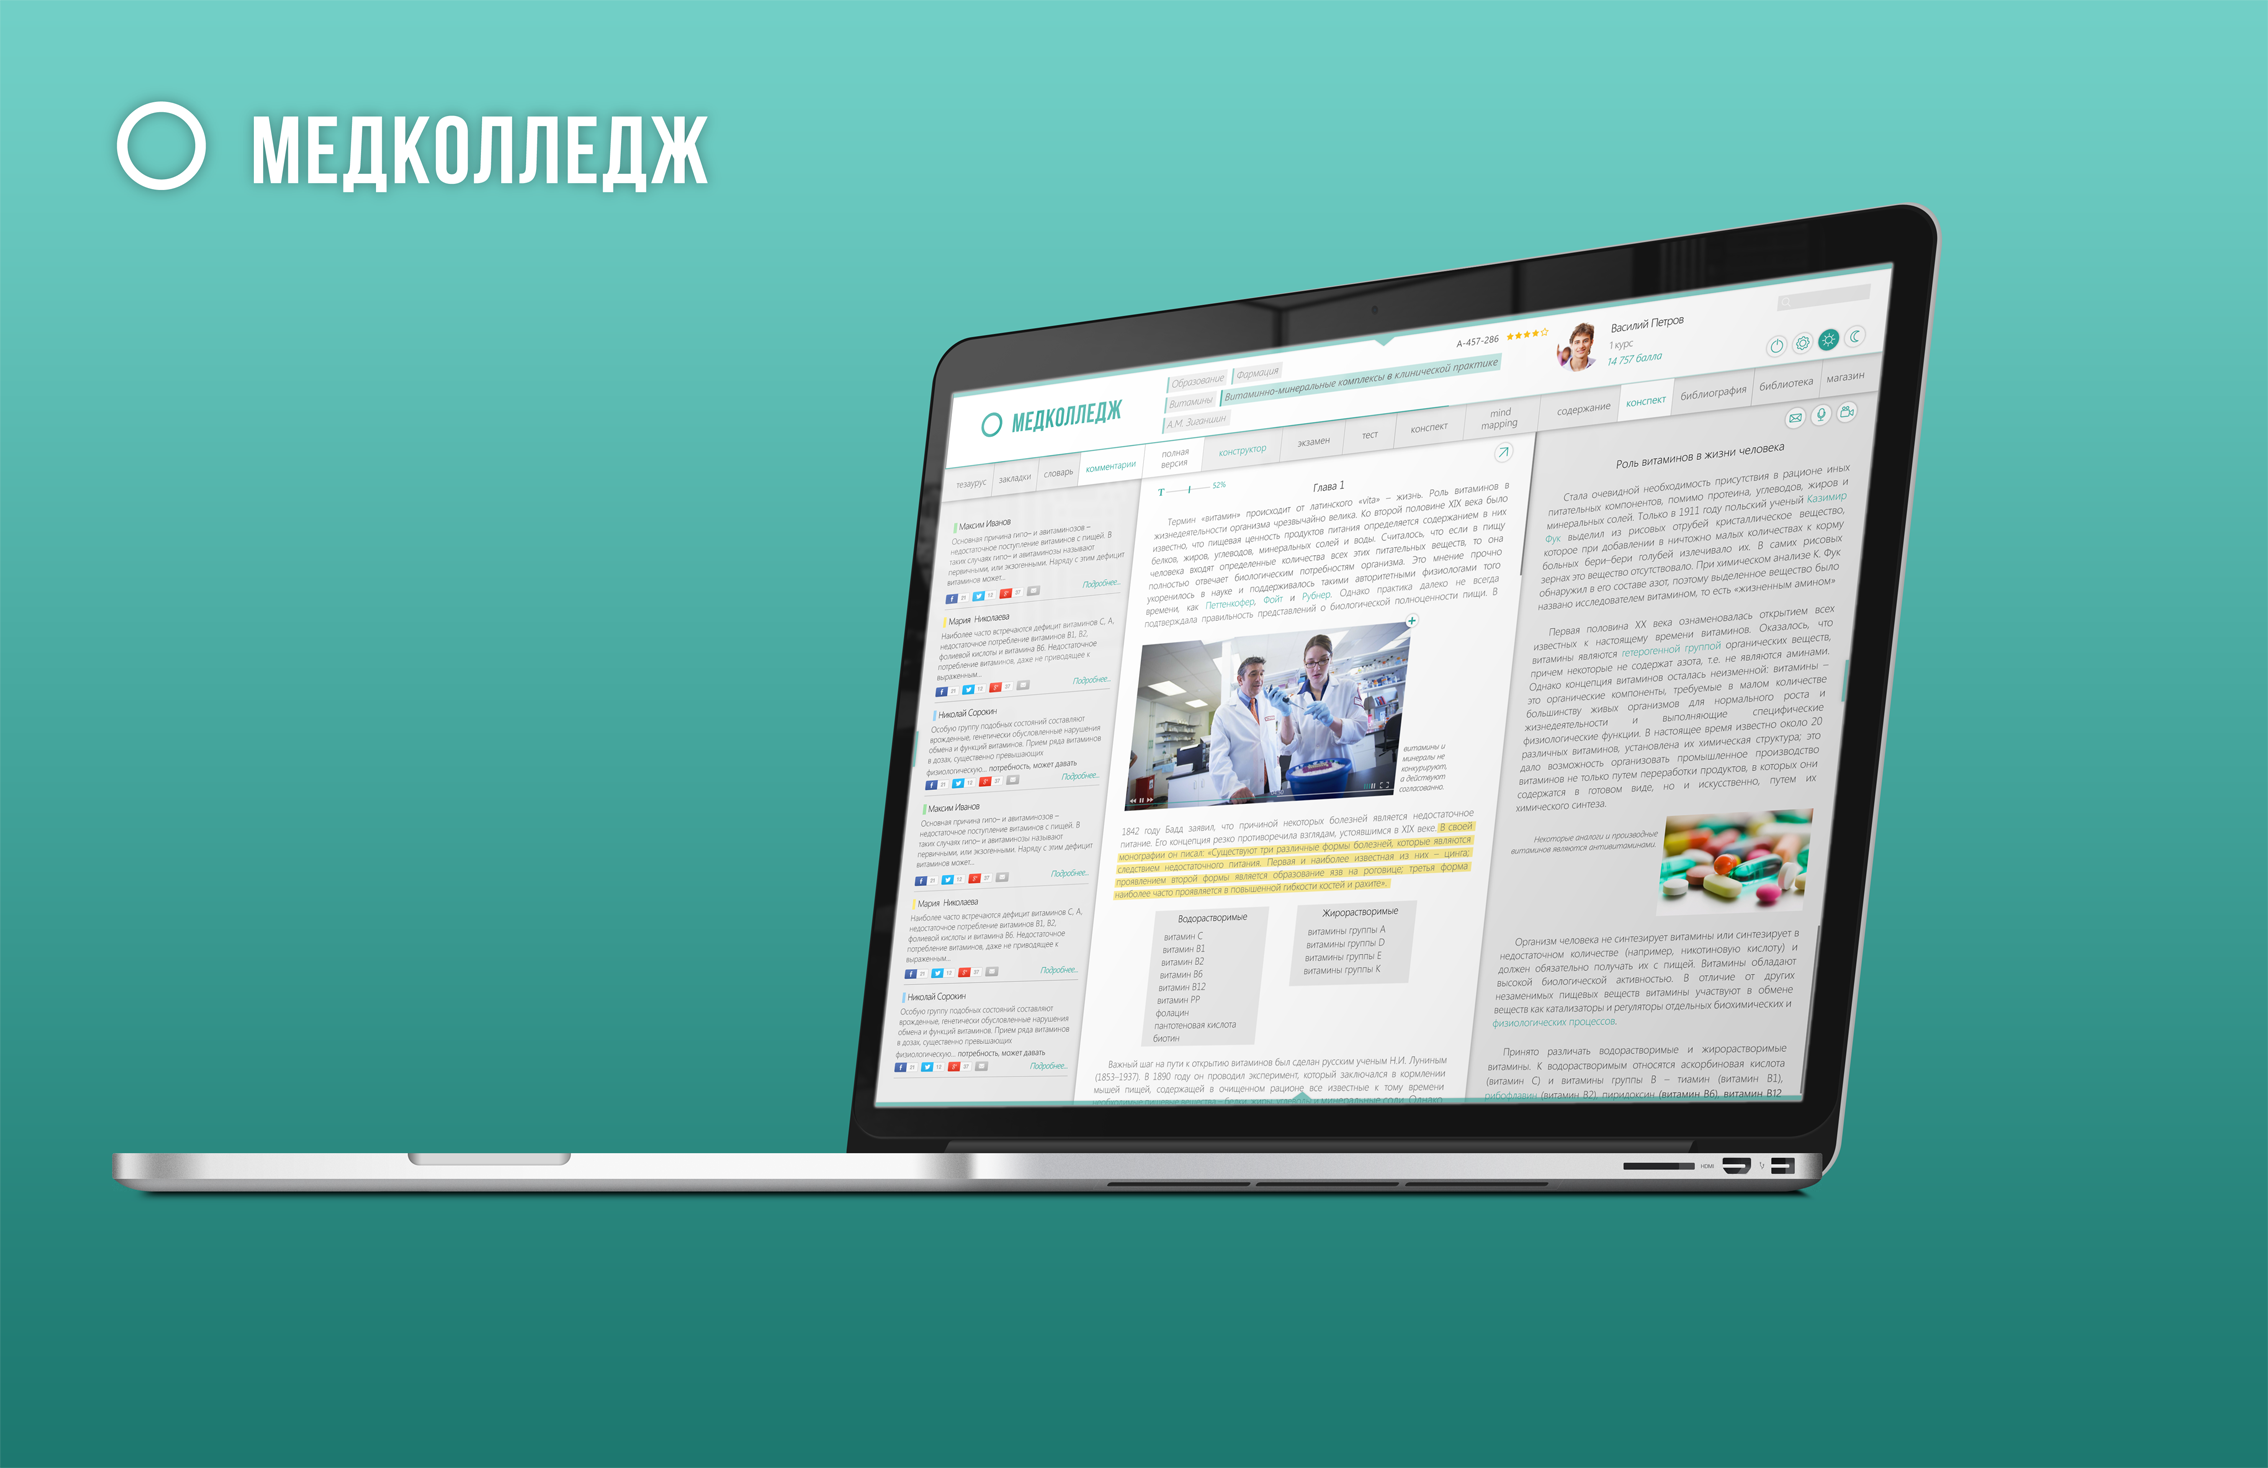 МЕДКОЛЛЕДЖ
МЕДКОЛЛЕДЖ
Образование Фармация
Витамины Витаминно-минеральные комплексы в клинической практике
А.М. Зиганшин
А-457-286
Василий Петров
1 курс
14 757 балла
тезаурус закладки словарь комментарии полная версия конструктор экзамен тест конспект mind mapping содержание конспект библиография библиотека магазин
Максим Иванов
Основная причина гипо– и авитаминозов –
недостаточное поступление витаминов с пищей. В
таких случаях гипо– и авитаминозы называют
первичными, или экзогенными. Наряду с этим дефицит
витаминов может...
Подробнее...
21 12 37
Мария Николаева
Наиболее часто встречаются дефицит витаминов С, А,
недостаточное потребление витаминов В1, В2,
фолиевой кислоты и витамина В6. Недостаточное
потребление витаминов, даже не приводящее к
выраженным...
Подробнее...
21 12 37
Николай Сорокин
Особую группу подобных состояний составляют
врожденные, генетически обусловленные нарушения
обмена и функций витаминов. Прием ряда витаминов
в дозах, существенно превышающих
физиологическую... потребность, может давать
Подробнее...
21 12 37
Максим Иванов
Основная причина гипо– и авитаминозов –
недостаточное поступление витаминов с пищей. В
таких случаях гипо– и авитаминозы называют
первичными, или экзогенными. Наряду с этим дефицит
витаминов может...
Подробнее...
21 12 37
Мария Николаева
Наиболее часто встречаются дефицит витаминов С, А,
недостаточное потребление витаминов В1, В2,
фолиевой кислоты и витамина В6. Недостаточное
потребление витаминов, даже не приводящее к
выраженным...
Подробнее...
21 12 37
Николай Сорокин
Особую группу подобных состояний составляют
врожденные, генетически обусловленные нарушения
обмена и функций витаминов. Прием ряда витаминов
в дозах, существенно превышающих
физиологическую... потребность, может давать
Подробнее...
21 12 37
T 52%
Глава 1
Термин «витамин» происходит от латинского «vita» – жизнь. Роль витаминов в
жизнедеятельности организма чрезвычайно велика. Ко второй половине XIX века было
известно, что пищевая ценность продуктов питания определяется содержанием в них
белков, жиров, углеводов, минеральных солей и воды. Считалось, что если в пищу
человека входят определенные количества всех этих питательных веществ, то она
полностью отвечает биологическим потребностям организма. Это мнение прочно
укоренилось в науке и поддерживалось такими авторитетными физиологами того
времени, как Петтенкофер, Фойт и Рубнер. Однако практика далеко не всегда
подтверждала правильность представлений о биологической полноценности пищи. В
витамины и
минералы не
конкурируют,
а действуют
согласованно.
1842 году Бадд заявил, что причиной некоторых болезней является недостаточное
питание. Его концепция резко противоречила взглядам, устоявшимся в XIX веке. В своей
монографии он писал: «Существуют три различные формы болезней, которые являются
следствием недостаточного питания. Первая и наиболее известная из них – цинга;
проявлением второй формы является образование язв на роговице; третья форма
наиболее часто проявляется в повышенной гибкости костей и рахите».
Водорастворимые
витамин С
витамин В1
витамин В2
витамин В6
витамин В12
витамин РР
фолацин
пантотеновая кислота
биотин
Жирорастворимые
витамины группы А
витамины группы D
витамины группы Е
витамины группы К
Важный шаг на пути к открытию витаминов был сделан русским ученым Н.И. Луниным
(1853–1937). В 1890 году он проводил эксперимент, который заключался в кормлении
мышей пищей, содержащей в очищенном рационе все известные к тому времени
необходимые пищевые вещества – белки, жиры, углеводы и минеральные соли. Однако
Роль витаминов в жизни человека
Стала очевидной необходимость присутствия в рационе иных
питательных компонентов, помимо протеина, углеводов, жиров и
минеральных солей. Только в 1911 году польский ученый Казимир
Фук выделил из рисовых отрубей кристаллическое вещество,
которое при добавлении в ничтожно малых количествах к корму
больных бери–бери голубей излечивало их. В самих рисовых
зернах это вещество отсутствовало. При химическом анализе К. Фук
обнаружил в его составе азот, поэтому выделенное вещество было
названо исследователем витамином, то есть «жизненным амином»
Первая половина XX века ознаменовалась открытием всех
известных к настоящему времени витаминов. Оказалось, что
витамины являются гетерогенной группой органических веществ,
причем некоторые не содержат азота, т.е. не являются аминами.
Однако концепция витаминов осталась неизменной: витамины –
это органические компоненты, требуемые в малом количестве
большинству живых организмов для нормального роста и
жизнедеятельности и выполняющие специфические
физиологические функции. В настоящее время известно около 20
различных витаминов, установлена их химическая структура; это
дало возможность организовать промышленное производство
витаминов не только путем переработки продуктов, в которых они
содержатся в готовом виде, но и искусственно, путем их
химического синтеза.
Некоторые аналоги и производные
витаминов являются антивитаминами.
Организм человека не синтезирует витамины или синтезирует в
недостаточном количестве (например, никотиновую кислоту) и
должен обязательно получать их с пищей. Витамины обладают
высокой биологической активностью. В отличие от других
незаменимых пищевых веществ витамины участвуют в обмене
веществ как катализаторы и регуляторы отдельных биохимических и
физиологических процессов.
Принято различать водорастворимые и жирорастворимые
витамины. К водорастворимым относятся аскорбиновая кислота
(витамин С) и витамины группы В – тиамин (витамин В1),
рибофлавин (витамин В2), пиридоксин (витамин В6), витамин В12
HDMI